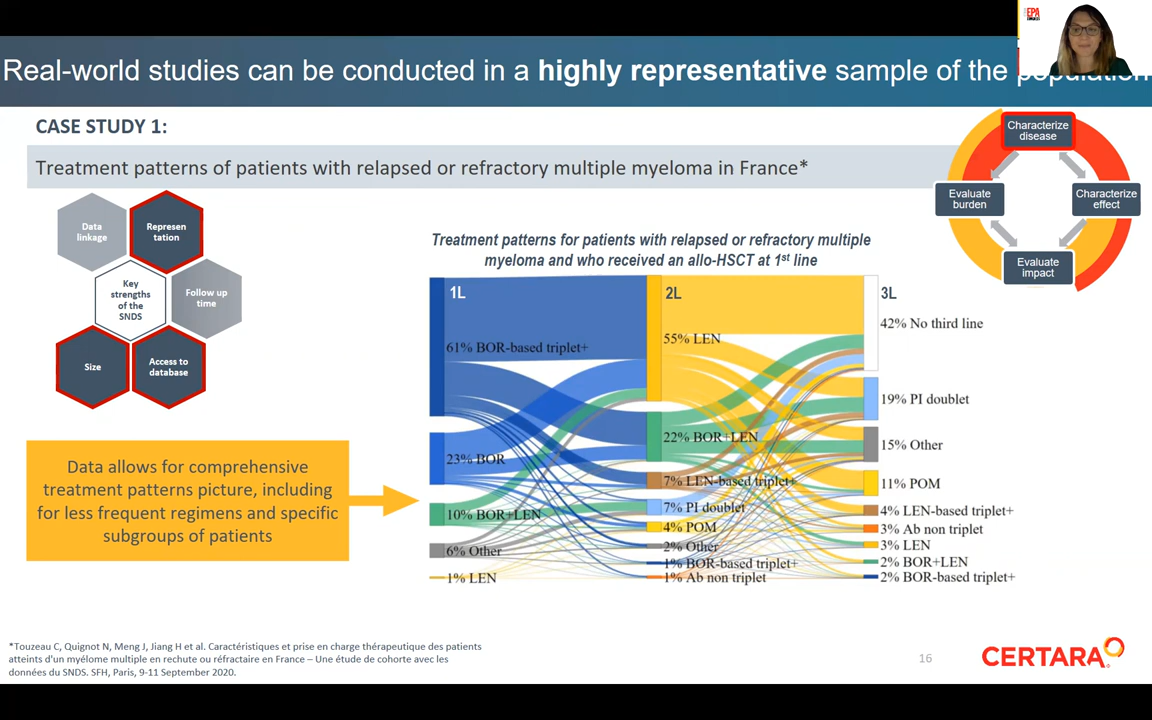 EPA
Real-world studies can be conducted in a highly representative sample of the population
CASE STUDY 1:
Treatment patterns of patients with relapsed or refractory multiple myeloma in France*
Characterize
disease
Evaluate
burden
Characterize
effect
Evaluate
impact
Data
linkage
Represen
tation
Key
strengths
of the
SNDS
Follow up
time
Size
Access to
database
Treatment patterns for patients with relapsed or refractory multiple
myeloma and who received an allo-HSCT at 1st line
1L
2L
3L
61% BOR-based triplet+
23% BOR
10% BOR+LEN
6% Other
1% LEN
55% LEN
22% BOR+LEN
7% LEN-based triplet+
7% PI doublet
4% POM
2% Other
1% BOR-based triplet+
1% Ab non triplet
42% No third line
19% PI doublet
15% Other
11% POM
4% LEN-based triplet+
3% Ab non triplet
3% LEN
2% BOR+LEN
2% BOR-based triplet+
Data allows for comprehensive
treatment patterns picture, including
for less frequent regimens and specific
subgroups of patients
*Touzeau C, Quignot N, Meng J, Jiang H et al. Caractéristiques et prise en charge thérapeutique des patients
atteints d'un myélome multiple en rechute ou réfractaire en France – Une étude de cohorte avec les
données du SNDS. SFH, Paris, 9-11 September 2020.
16
CERTARA